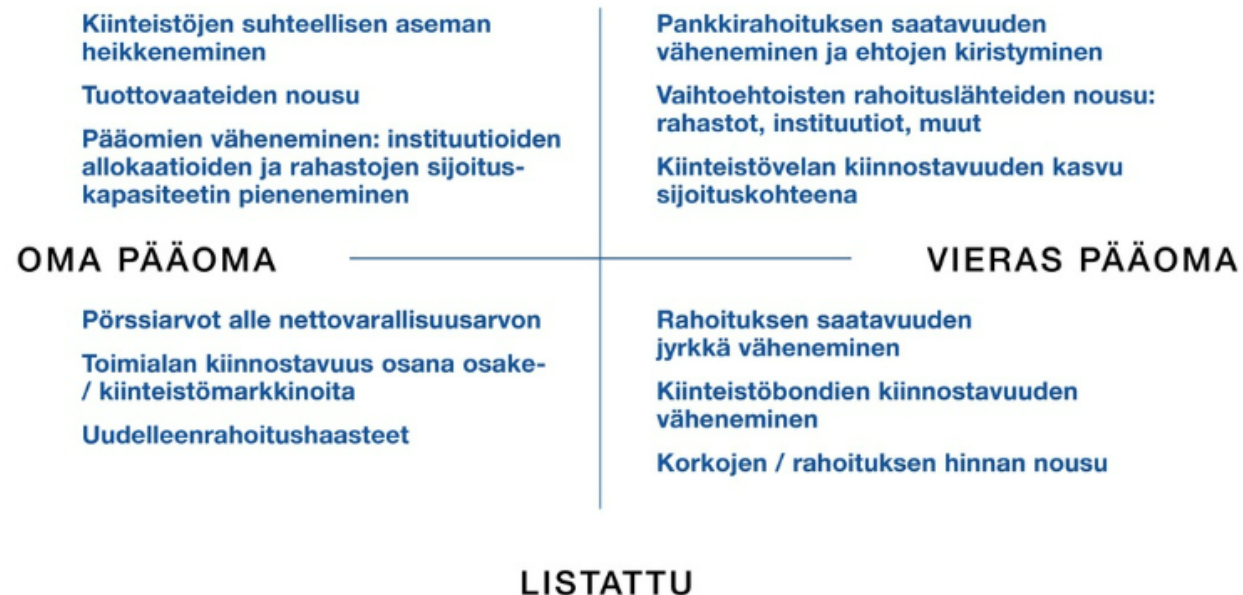 Kiinteistöjen suhteellisen aseman
heikkeneminen
Tuottovaateiden nousu
Pääomien väheneminen: instituutioiden
allokaatioiden ja rahastojen sijoitus-
kapasiteetin pieneneminen
Pankkirahoituksen saatavuuden
väheneminen ja ehtojen kiristyminen
Vaihtoehtoisten rahoituslähteiden nousu:
rahastot, instituutiot, muut
Kiinteistövelan kiinnostavuuden kasvu
sijoituskohteena
OMA PÄÄOMA
VIERAS PÄÄOMA
Pörssiarvot alle nettovarallisuusarvon
Toimialan kiinnostavuus osana osake-
/ kiinteistömarkkinoita
Uudelleenrahoitushaasteet
Rahoituksen saatavuuden
jyrkkä väheneminen
Kiinteistöbondien kiinnostavuuden
väheneminen
Korkojen / rahoituksen hinnan nousu
LISTATTU